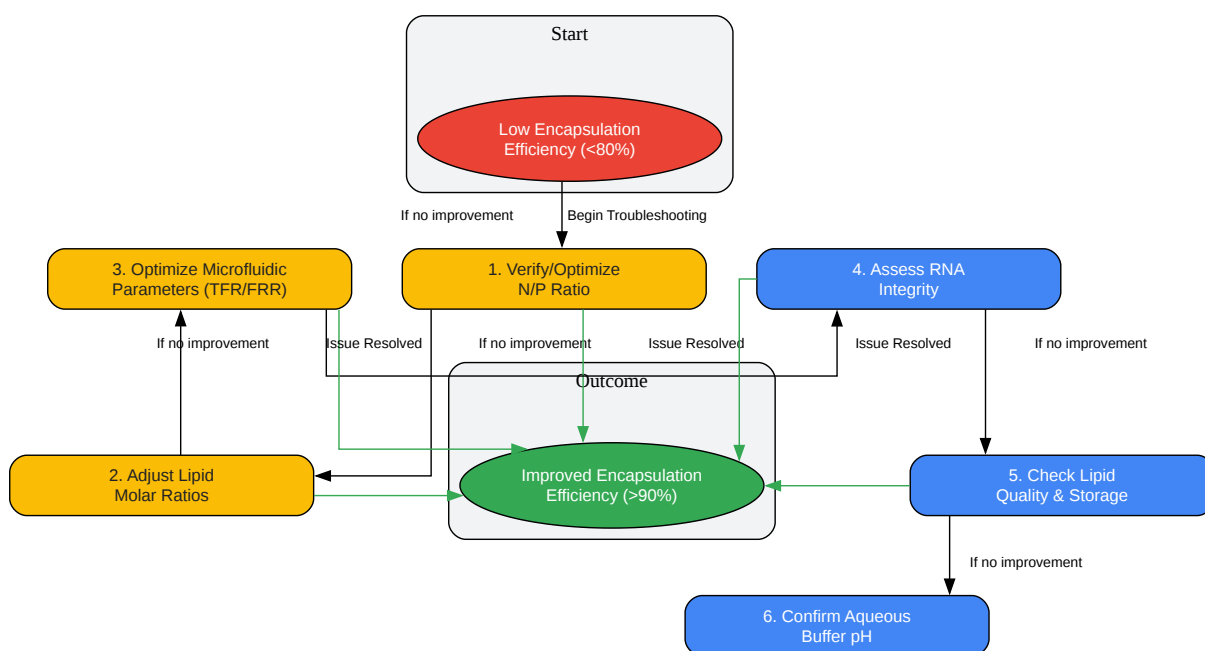 Start
Low Encapsulation
Efficiency (<80%)
If no improvement
Begin Troubleshooting
3. Optimize Microfluidic
Parameters (TFR/FRR)
1. Verify/Optimize
N/P Ratio
4. Assess RNA
Integrity
If no improvement
Issue Resolved
If no improvement
Issue Resolved
Issue Resolved
If no improvement
Outcome
2. Adjust Lipid
Molar Ratios
Improved Encapsulation
Efficiency (>90%)
5. Check Lipid
Quality & Storage
If no improvement
6. Confirm Aqueous
Buffer pH